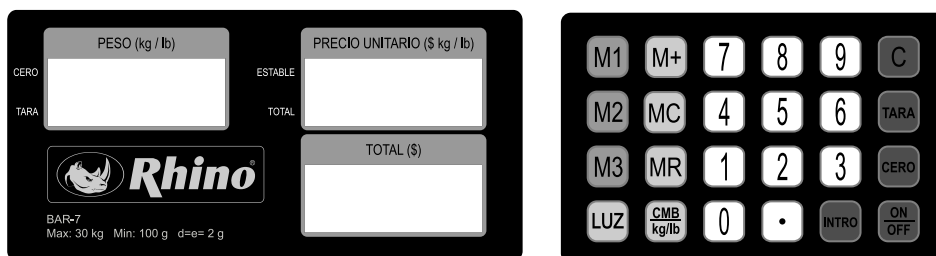 PESO (kg / lb)
PRECIO UNITARIO ($ kg / lb)
CERO
ESTABLE
TARA
TOTAL
TOTAL ($)
Rhino®
BAR-7
Max: 30 kg Min: 100 g d=e= 2 g
M1 M+ 7 8 9 C
M2 MC 4 5 6 TARA
M3 MR 1 2 3 CERO
LUZ CMB kg/lb 0 . INTRO ON OFF